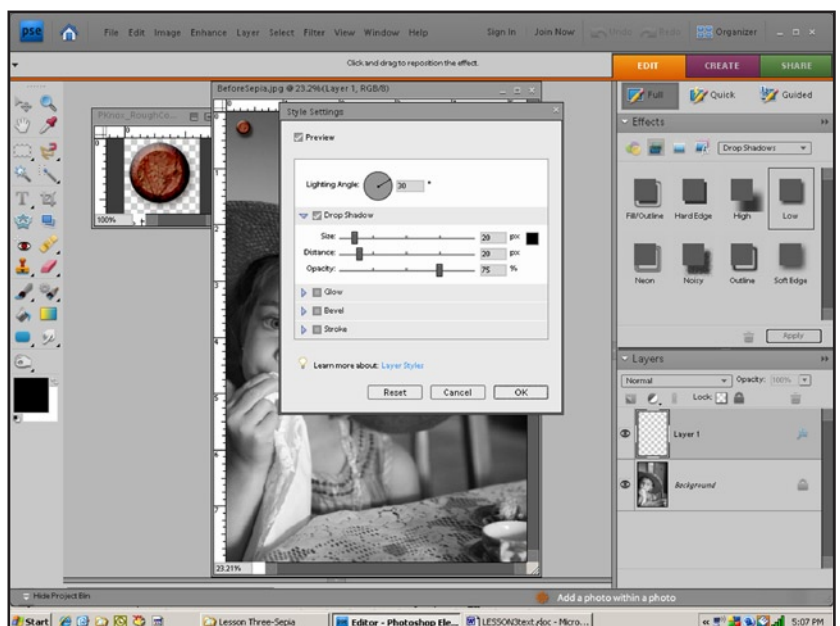 pse File Edit Image Enhance Layer Select Filter View Window Help Sign In Join Now Undo Redo Organizer
Click and drag to reposition the effect.
EDIT CREATE SHARE
BeforeSepia.jpg @ 23.2% (Layer 1, RGB/8)
Full Quick Guided
PKnax_RoughCo...
100%
Effects
Drop Shadows
Fill/Outline Hard Edge High Low
Neon Noisy Outline Soft Edge
Apply
Style Settings
Preview
Lighting Angle: 30 °
Drop Shadow
Size: 20 px
Distance: 20 px
Opacity: 75 %
Glow
Bevel
Stroke
Learn more about: Layer Styles
Reset Cancel OK
Layers
Normal Opacity: 100%
Lock:
Layer 1
Background
23.21%
Hide Project Bin
Add a photo within a photo
Start Lesson Three-Sepia Editor - Photoshop Ele... LESSON3text.doc - Micro... 5:07 PM